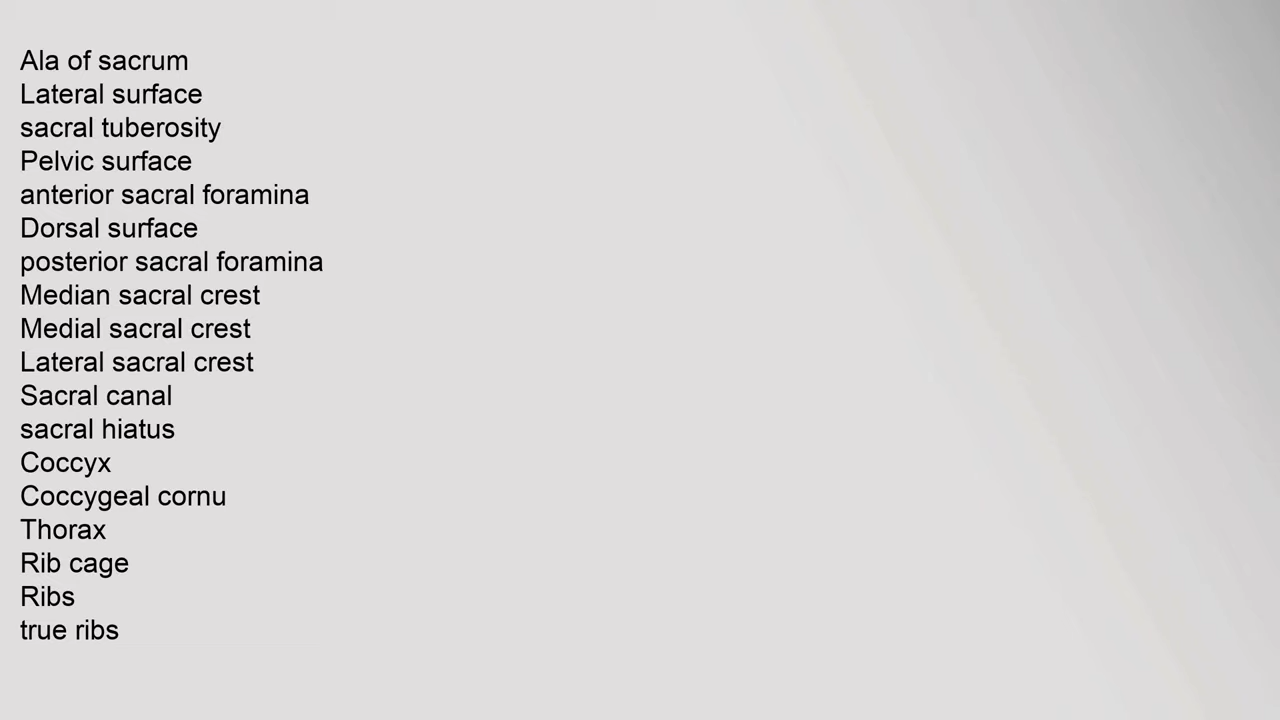 Ala of sacrum
Lateral surface
sacral tuberosity
Pelvic surface
anterior sacral foramina
Dorsal surface
posterior sacral foramina
Median sacral crest
Medial sacral crest
Lateral sacral crest
Sacral canal
sacral hiatus
Coccyx
Coccygeal cornu
Thorax
Rib cage
Ribs
true ribs